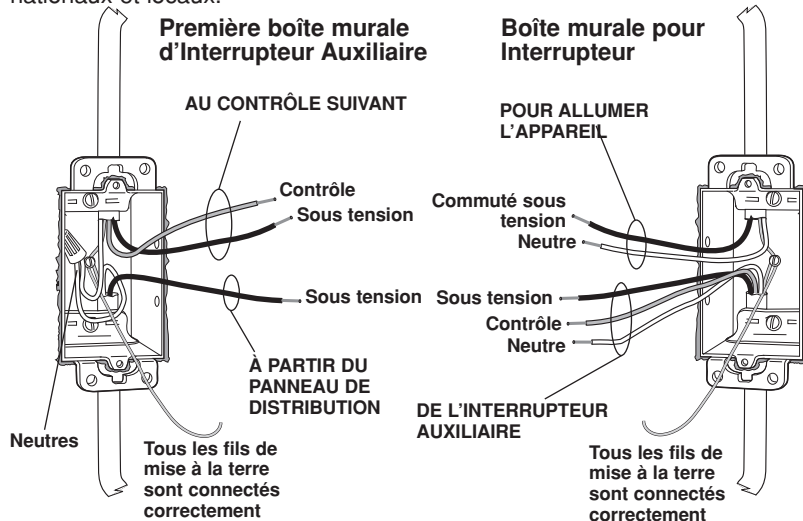 nationaux et locaux.
Première boîte murale
d'Interrupteur Auxiliaire
AU CONTRÔLE SUIVANT
Contrôle
Sous tension
Sous tension
À PARTIR DU
PANNEAU DE
DISTRIBUTION
Neutres
Tous les fils de
mise à la terre
sont connectés
correctement
Boîte murale pour
Interrupteur
POUR ALLUMER
L'APPAREIL
Commuté sous
tension
Neutre
Sous tension
Contrôle
Neutre
DE L'INTERRUPTEUR
AUXILIAIRE
Tous les fils de
mise à la terre
sont connectés
correctement